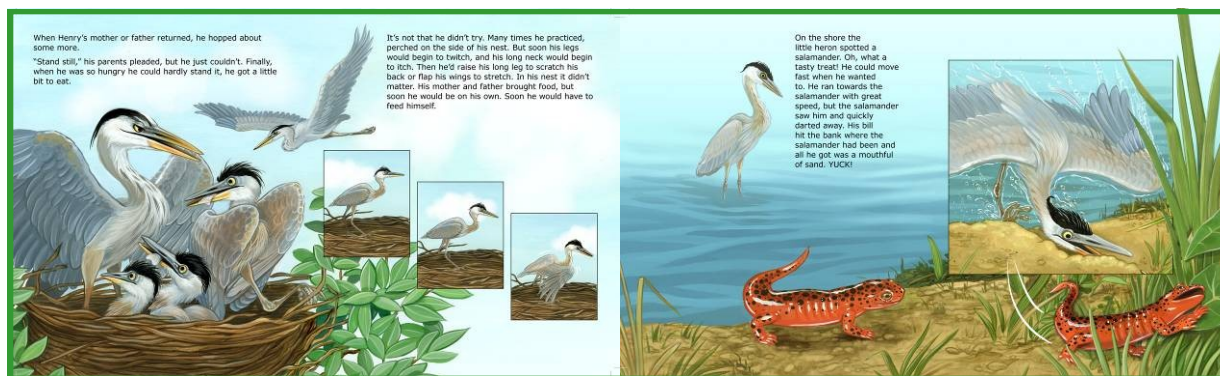 When Henry’s mother or father returned, he hopped about
some more.
“Stand still,” his parents pleaded, but he just couldn’t. Finally,
when he was so hungry he could hardly stand it, he got a little
bit to eat.
It’s not that he didn’t try. Many times he practiced,
perched on the side of his nest. But soon his legs
would begin to twitch, and his long neck would begin
to itch. Then he’d raise his long leg to scratch his
back or flap his wings to stretch. In his nest it didn’t
matter. His mother and father brought food, but
soon he would be on his own. Soon he would have to
feed himself.
On the shore the
little heron spotted a
salamander. Oh, what a
tasty treat! He could move
fast when he wanted
to. He ran towards the
salamander with great
speed, but the salamander
saw him and quickly
darted away. His bill
hit the bank where the
salamander had been and
all he got was a mouthful
of sand. YUCK!